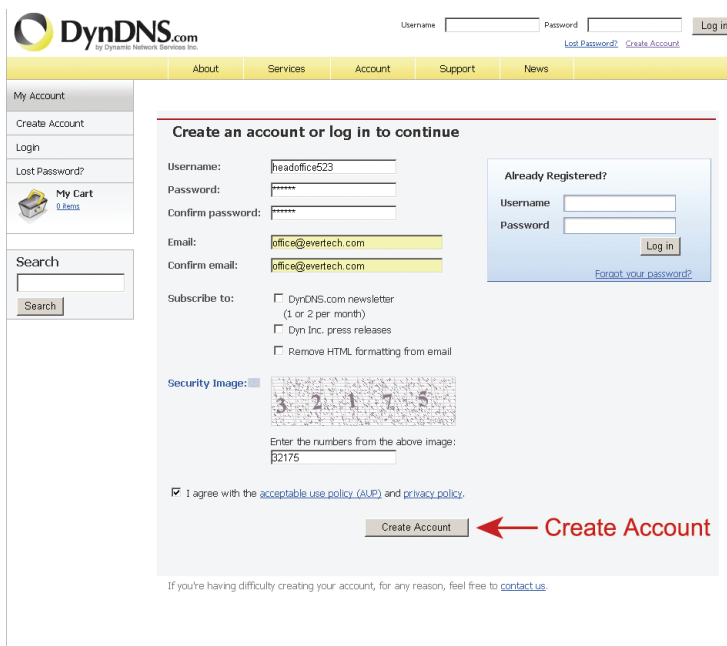 DynDNS.com
by Dynamic Network Services Inc.
Username
Password
Log in
Lost Password? Create Account
About Services Account Support News
My Account
Create Account
Login
Lost Password?
My Cart
0 items
Search
Search
Create an account or log in to continue
Username: headoffice523
Password: ******
Confirm password: ******
Email: office@evertech.com
Confirm email: office@evertech.com
Subscribe to: DynDNS.com newsletter
(1 or 2 per month)
Dyn Inc. press releases
Remove HTML formatting from email
Security Image:
3 2 1 7 5
Enter the numbers from the above image:
32175
I agree with the acceptable use policy (AUP) and privacy policy.
Create Account
Create Account
Already Registered?
Username
Password
Log in
Forgot your password?
If you're having difficulty creating your account, for any reason, feel free to contact us.